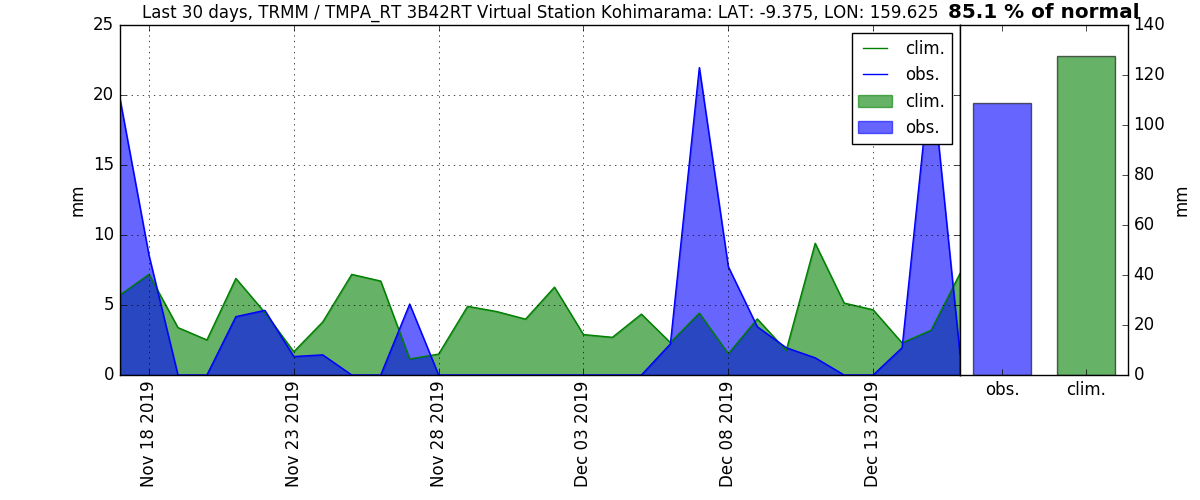 Last 30 days, TRMM / TMPA_RT 3B42RT Virtual Station Kohimarama: LAT: -9.375, LON: 159.625 85.1 % of normal
25
20
15
10
5
0
mm
clim.
obs.
clim.
obs.
140
120
100
80
60
40
20
0
mm
obs.
clim.
Nov 18 2019
Nov 23 2019
Nov 28 2019
Dec 03 2019
Dec 08 2019
Dec 13 2019